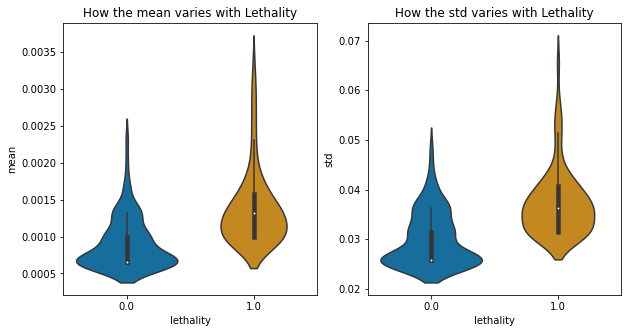 How the mean varies with Lethality
0.0035
0.0030
0.0025
0.0020
0.0015
0.0010
0.0005
mean
0.0
1.0
lethality
How the std varies with Lethality
0.07
0.06
0.05
0.04
0.03
0.02
std
0.0
1.0
lethality